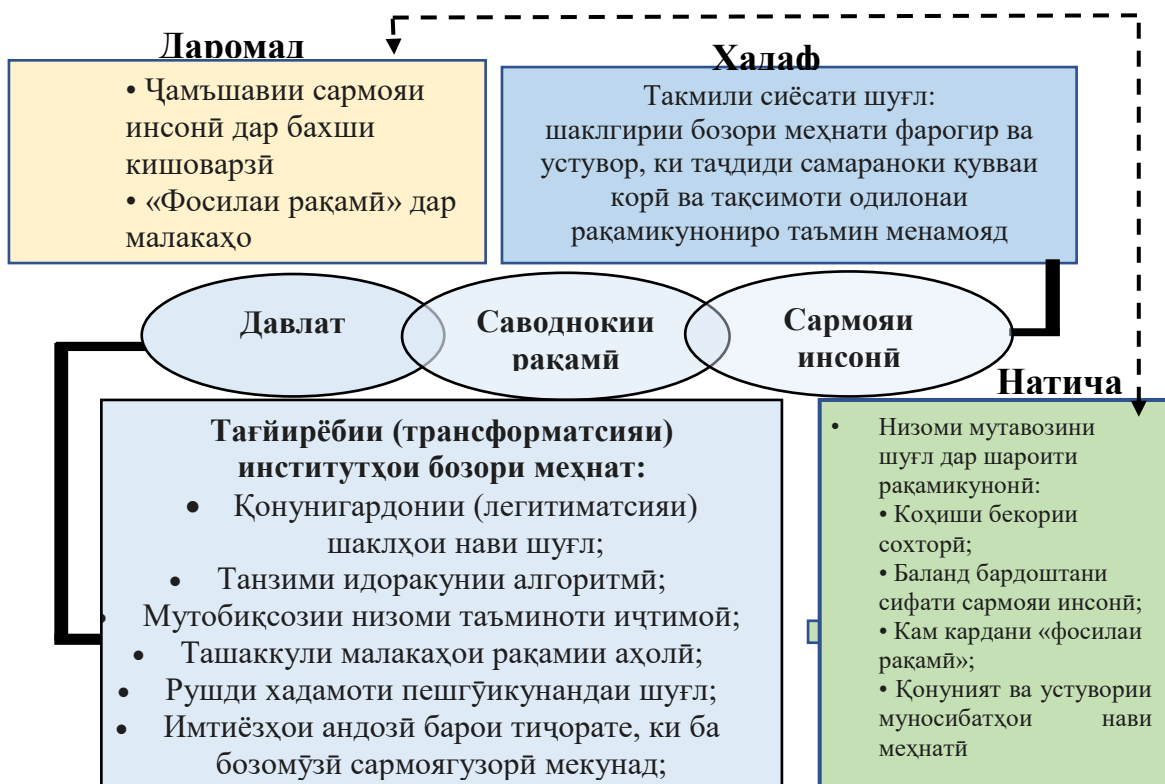 Даромад
• Ҷамъшавии сармояи
инсонӣ дар бахши
кишоварзӣ
• «Фосилаи рақамӣ» дар
малакаҳо
Хадаф
Такмили сиёсати шуғл:
шаклгирии бозори меҳнати фарогир ва
устувор, ки таҷдиди самараноки қувваи
корӣ ва тақсимоти одилонаи
рақамикунониро таъмин менамояд
Давлат
Саводнокии
рақамӣ
Сармояи
инсонӣ
Тағйирёбии (трансформатсияи)
институтҳои бозори меҳнат:
• Қонунигардонии (легитиматсияи)
шаклҳои нави шуғл;
• Танзими идоракунии алгоритмӣ;
• Мутобиқсозии низоми таъминоти иҷтимоӣ;
• Ташаккули малакаҳои рақамии аҳолӣ;
• Рушди хадамоти пешгӯикунандаи шуғл;
• Имтиёзҳои андозӣ барои тиҷорате, ки ба
бозомӯзӣ сармоягузорӣ мекунад;
Натича
• Низоми мутавозини
шуғл дар шароити
рақамикунонӣ:
• Коҳиши бекории
сохторӣ;
• Баланд бардоштани
сифати сармояи инсонӣ;
• Кам кардани «фосилаи
рақамӣ»;
• Қонуният ва устувории
муносибатҳои нави
меҳнатӣ